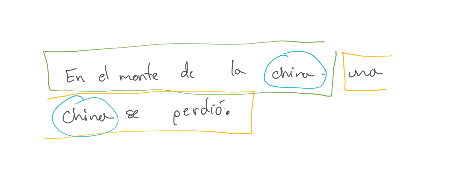 En el monte de la china. una
China se perdió.